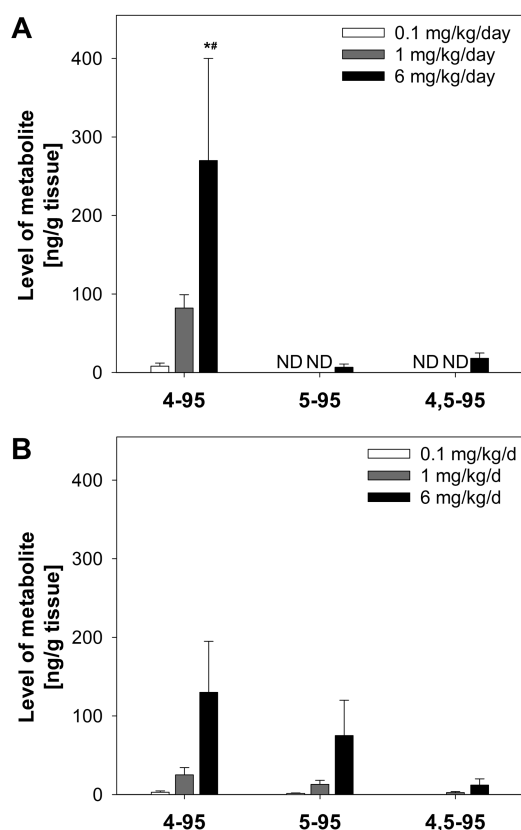 A
*#
0.1 mg/kg/day
1 mg/kg/day
6 mg/kg/day
400
300
200
100
0
Level of metabolite
[ng/g tissue]
ND ND
ND ND
4-95
5-95
4,5-95
B
0.1 mg/kg/d
1 mg/kg/d
6 mg/kg/d
400
300
200
100
0
Level of metabolite
[ng/g tissue]
4-95
5-95
4,5-95